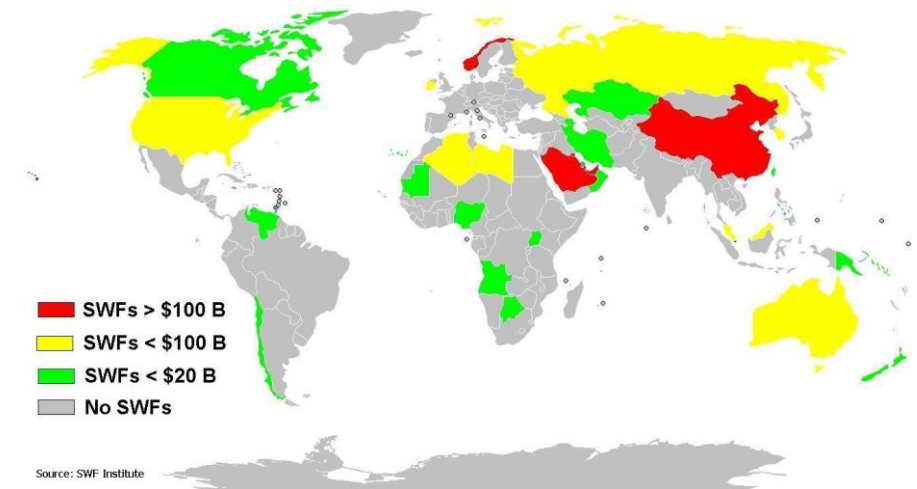 SWFs > $100 B
SWFs < $100 B
SWFs < $20 B
No SWFs
Source: SWF Institute